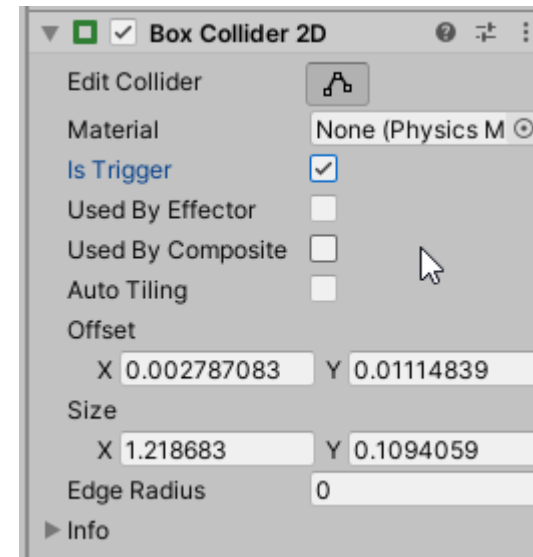 Box Collider 2D
Edit Collider
Material None (Physics M
Is Trigger
Used By Effector
Used By Composite
Auto Tiling
Offset
X 0.002787083 Y 0.01114839
Size
X 1.218683 Y 0.1094059
Edge Radius 0
Info